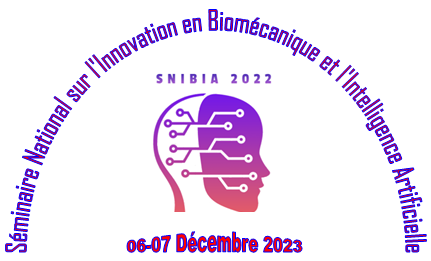 Séminaire National sur l'Innovation en Biomécanique et l'Intelligence Artificielle
SNIBIA 2022
06-07 Décembre 2023